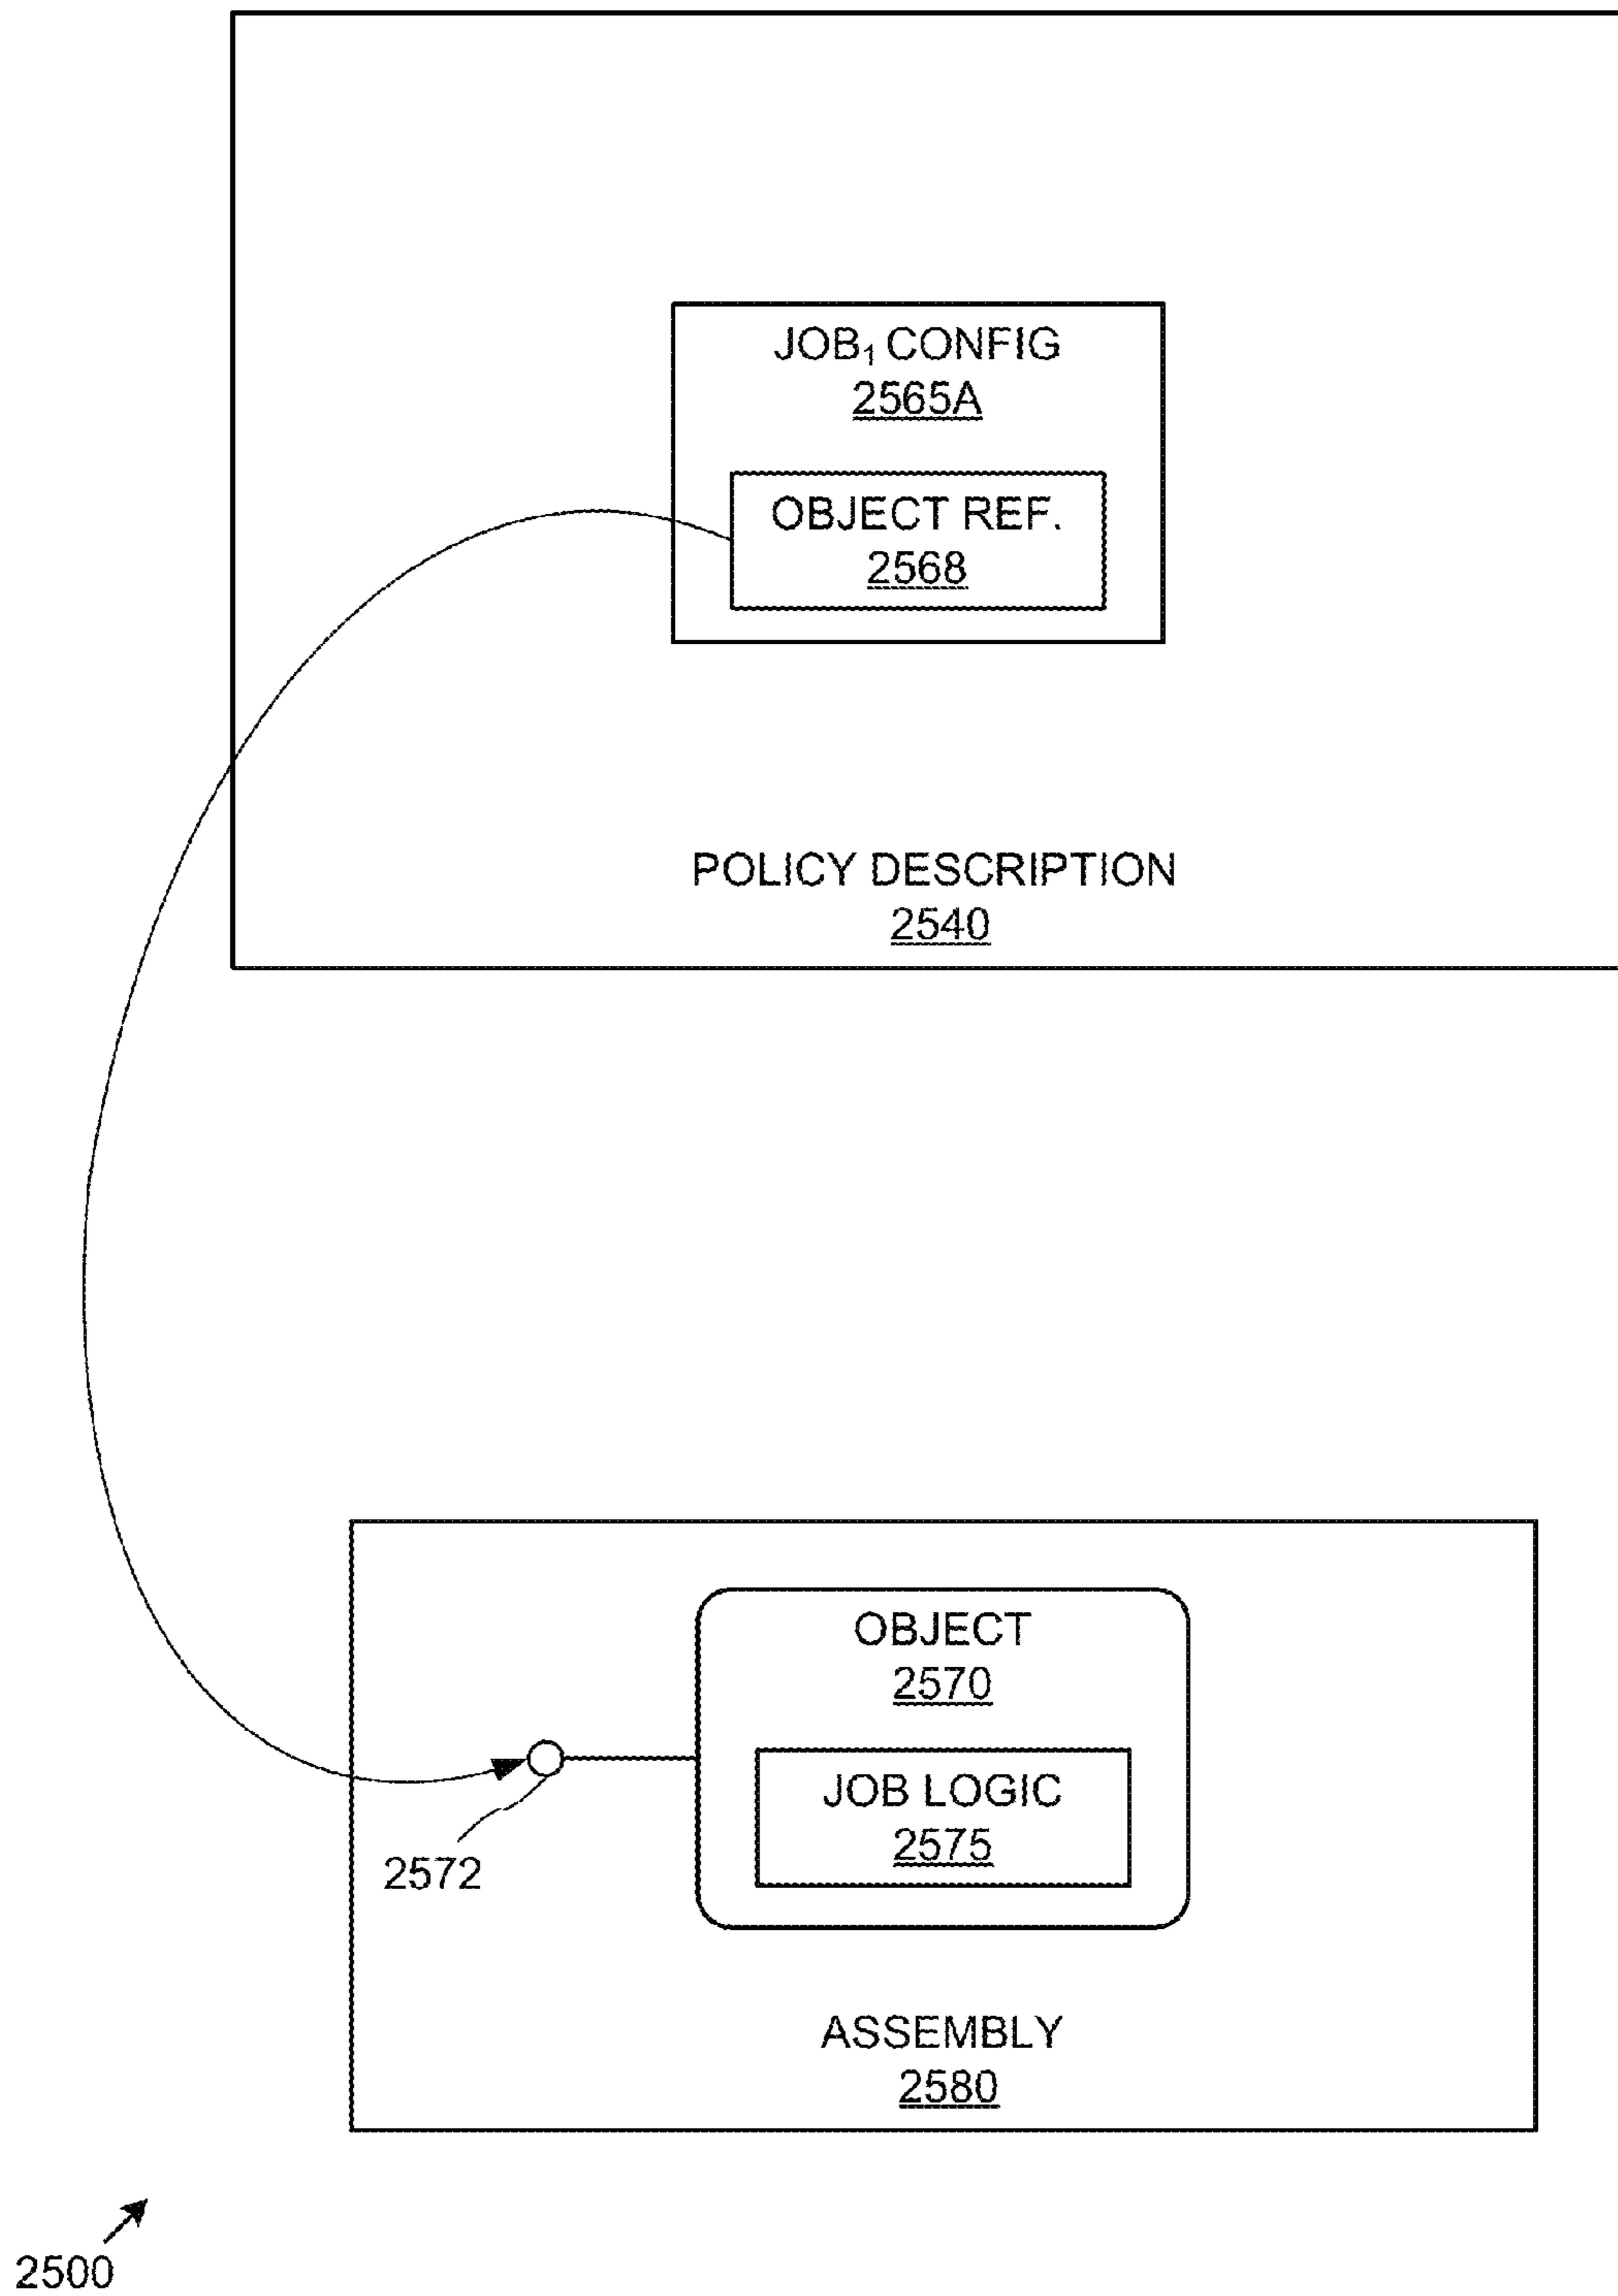 JOB₁ CONFIG
2565A
OBJECT REF.
2568
POLICY DESCRIPTION
2540
OBJECT
2570
JOB LOGIC
2575
2572
ASSEMBLY
2580
2500